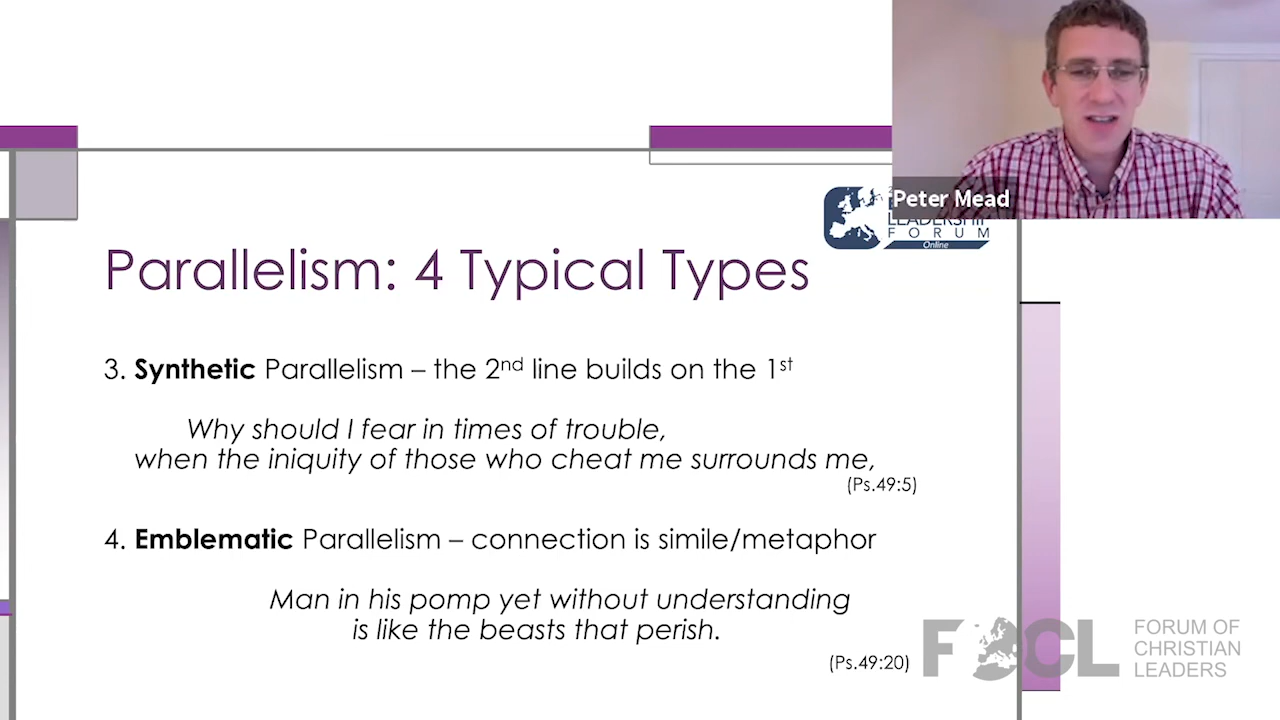 Peter Mead
LEADERSHIP
FORUM
Online
Parallelism: 4 Typical Types
3. Synthetic Parallelism – the 2nd line builds on the 1st
Why should I fear in times of trouble,
when the iniquity of those who cheat me surrounds me,
(Ps.49:5)
4. Emblematic Parallelism – connection is simile/metaphor
Man in his pomp yet without understanding
is like the beasts that perish.
(Ps.49:20)
FOCL
FORUM OF
CHRISTIAN
LEADERS